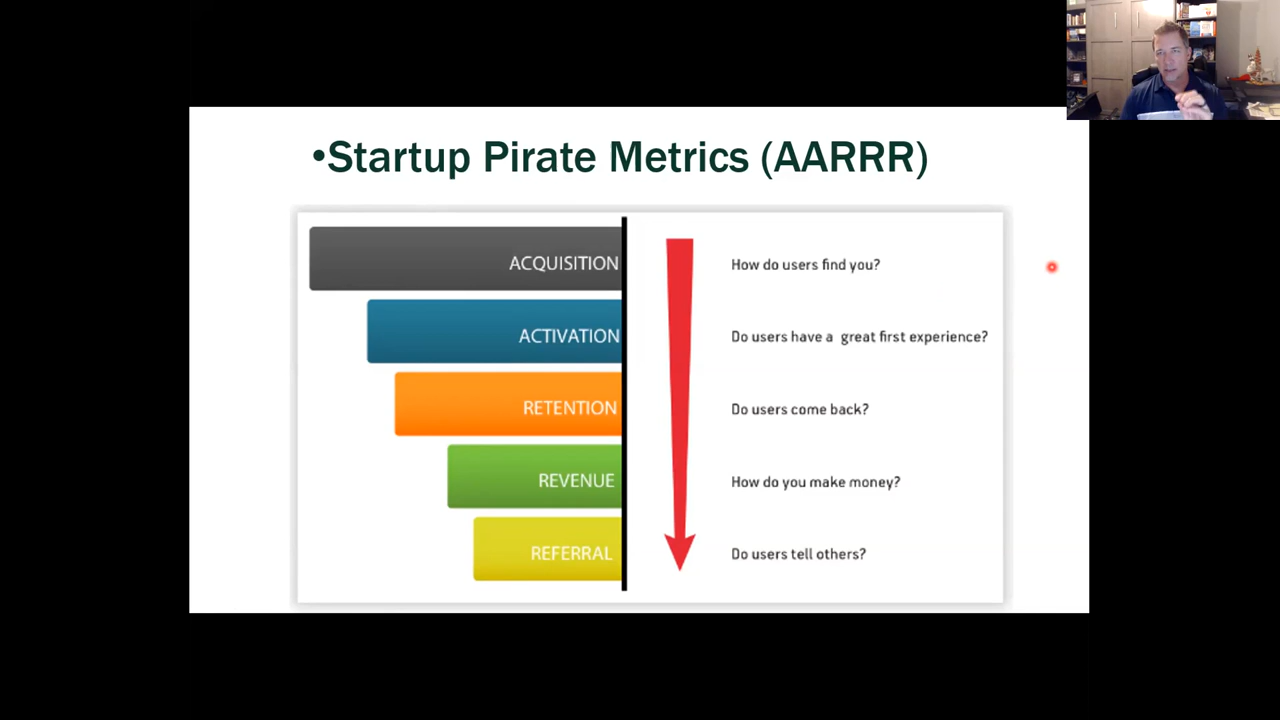 •Startup Pirate Metrics (AARRR)
ACQUISITION
How do users find you?
ACTIVATION
Do users have a great first experience?
RETENTION
Do users come back?
REVENUE
How do you make money?
REFERRAL
Do users tell others?